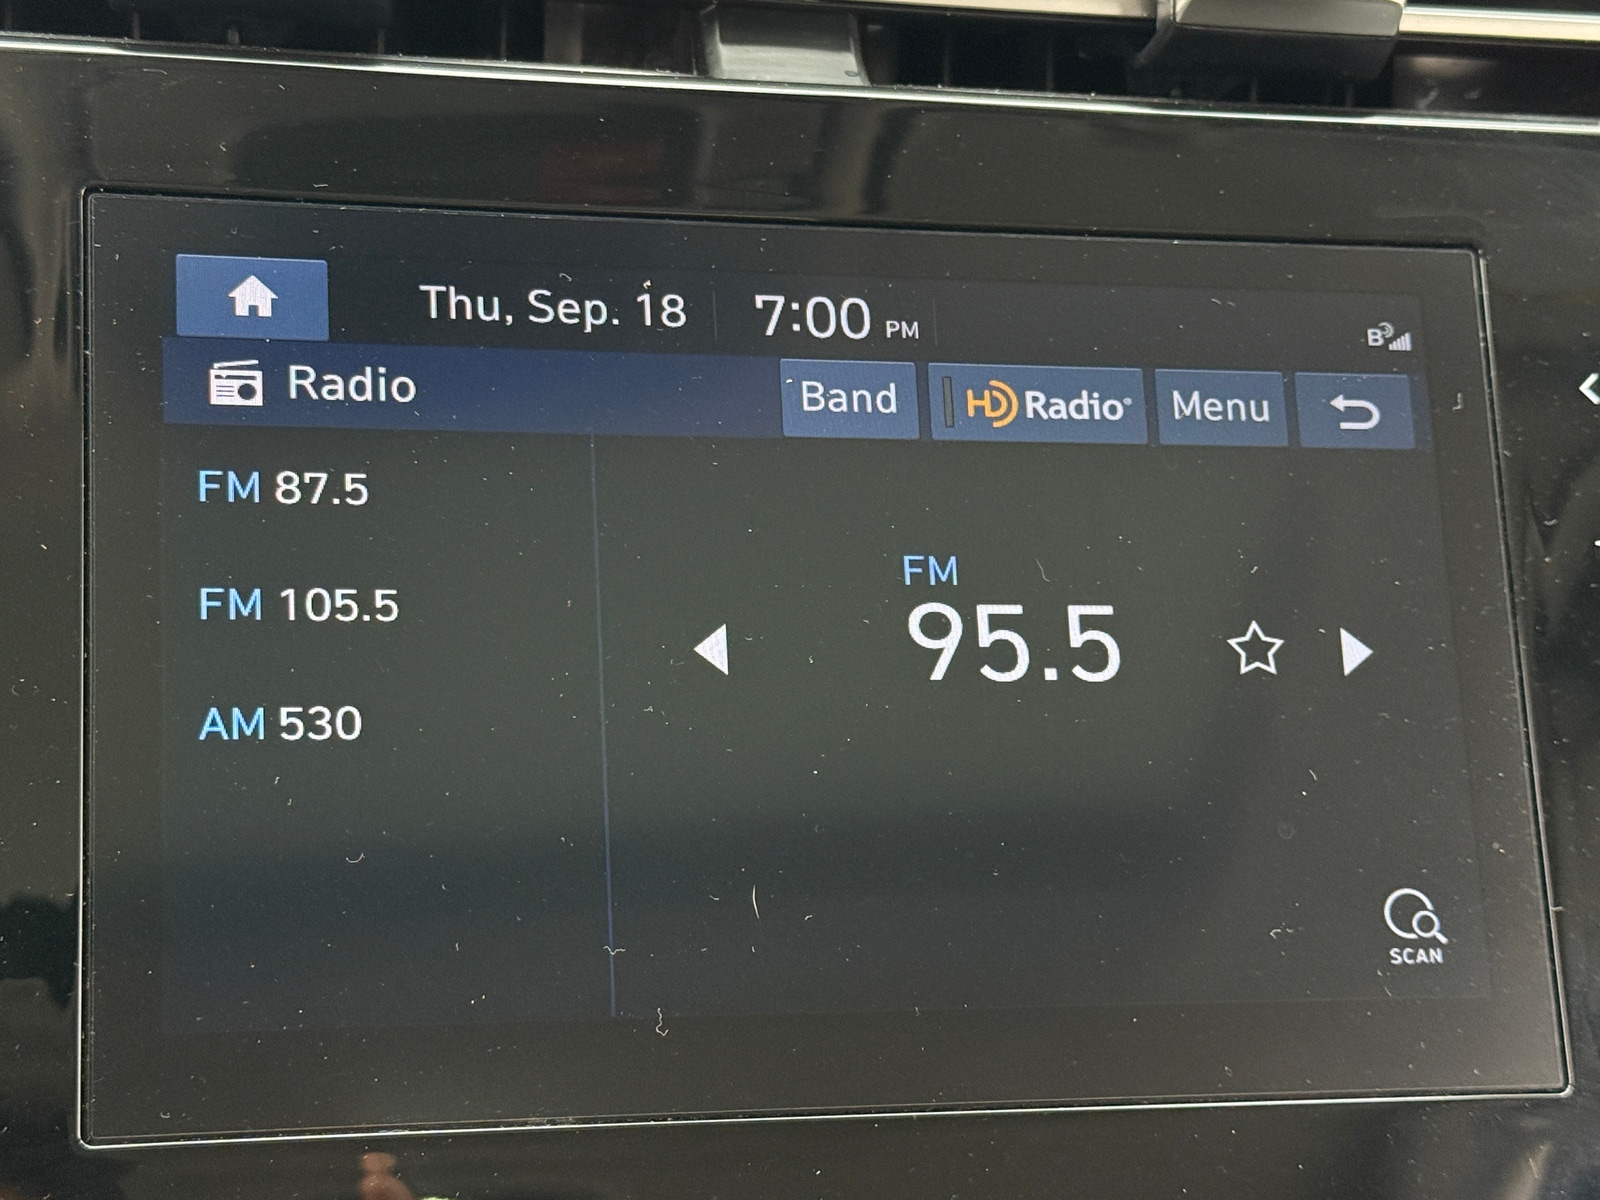 Thu, Sep. 18 7:00 PM
B
Radio Band HD Radio® Menu
FM 87.5
FM 105.5
AM 530
FM
95.5
SCAN